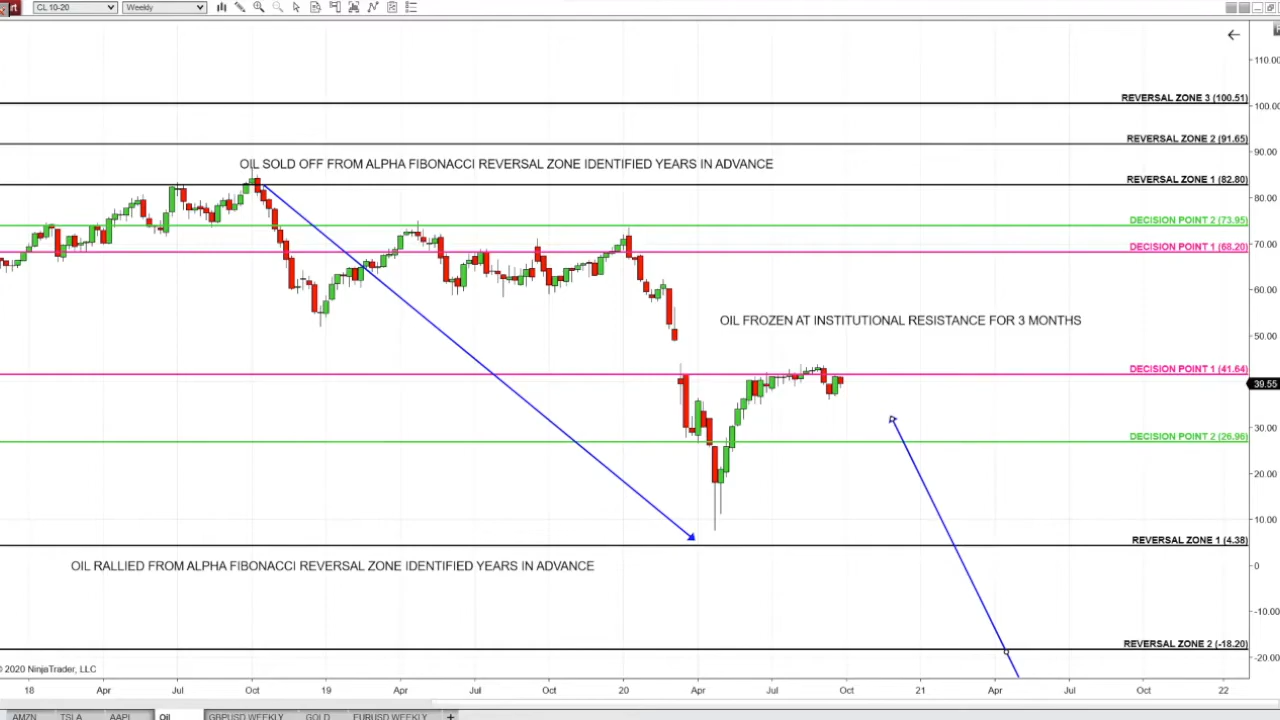 CL 10-20 Weekly
110.00
REVERSAL ZONE 3 (100.51)
100.00
REVERSAL ZONE 2 (91.65)
90.00
OIL SOLD OFF FROM ALPHA FIBONACCI REVERSAL ZONE IDENTIFIED YEARS IN ADVANCE
REVERSAL ZONE 1 (82.80)
80.00
DECISION POINT 2 (73.95)
70.00
DECISION POINT 1 (68.20)
60.00
OIL FROZEN AT INSTITUTIONAL RESISTANCE FOR 3 MONTHS
50.00
DECISION POINT 1 (41.64)
39.55
30.00
DECISION POINT 2 (26.96)
20.00
10.00
REVERSAL ZONE 1 (4.38)
OIL RALLIED FROM ALPHA FIBONACCI REVERSAL ZONE IDENTIFIED YEARS IN ADVANCE
0
-10.00
REVERSAL ZONE 2 (-18.20)
-20.00
© 2020 NinjaTrader, LLC
18 Apr Jul Oct 19 Apr Jul Oct 20 Apr Jul Oct 21 Apr Jul Oct 22
AMZN TSLA AAPL Oil GBPUSD WEEKLY GOLD EURUSD WEEKLY +